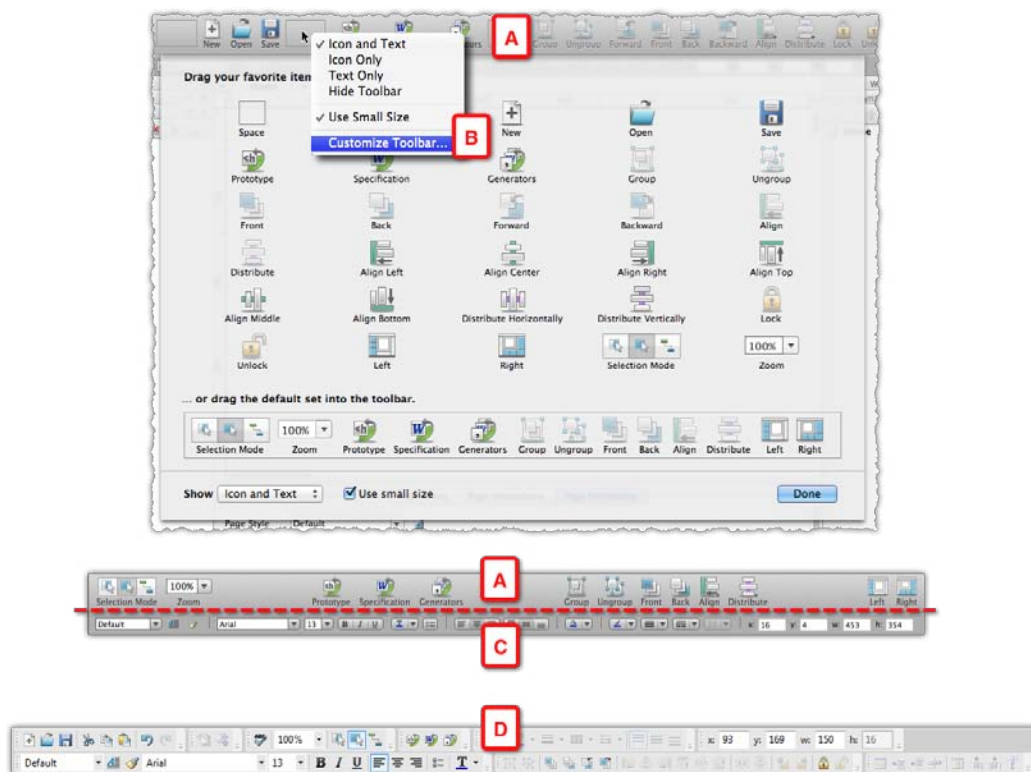 New Open Save A Group Ungroup Forward Front Back Backward Align Distribute Lock
✓ Icon and Text
Icon Only
Text Only
Hide Toolbar
✓ Use Small Size
Customize Toolbar... B
Drag your favorite
Space New Open Save
Prototype Specification Generators Group Ungroup
Front Back Forward Backward Align
Distribute Align Left Align Center Align Right Align Top
Align Middle Align Bottom Distribute Horizontally Distribute Vertically Lock
100%
Unlock Left Right Selection Mode Zoom
... or drag the default set into the toolbar.
100%
Selection Mode Zoom Prototype Specification Generators Group Ungroup Front Back Align Distribute Left Right
Show Icon and Text Use small size Done
Page Style Default
100% A
Selection Mode Zoom Prototype Specification Generators Group Ungroup Front Back Align Distribute Left Right
Default Arial 13 B I U x: 16 y: 4 w: 453 h: 354
C
D
100% x: 93 y: 169 w: 150 h: 16
Default Arial 13 B I U T